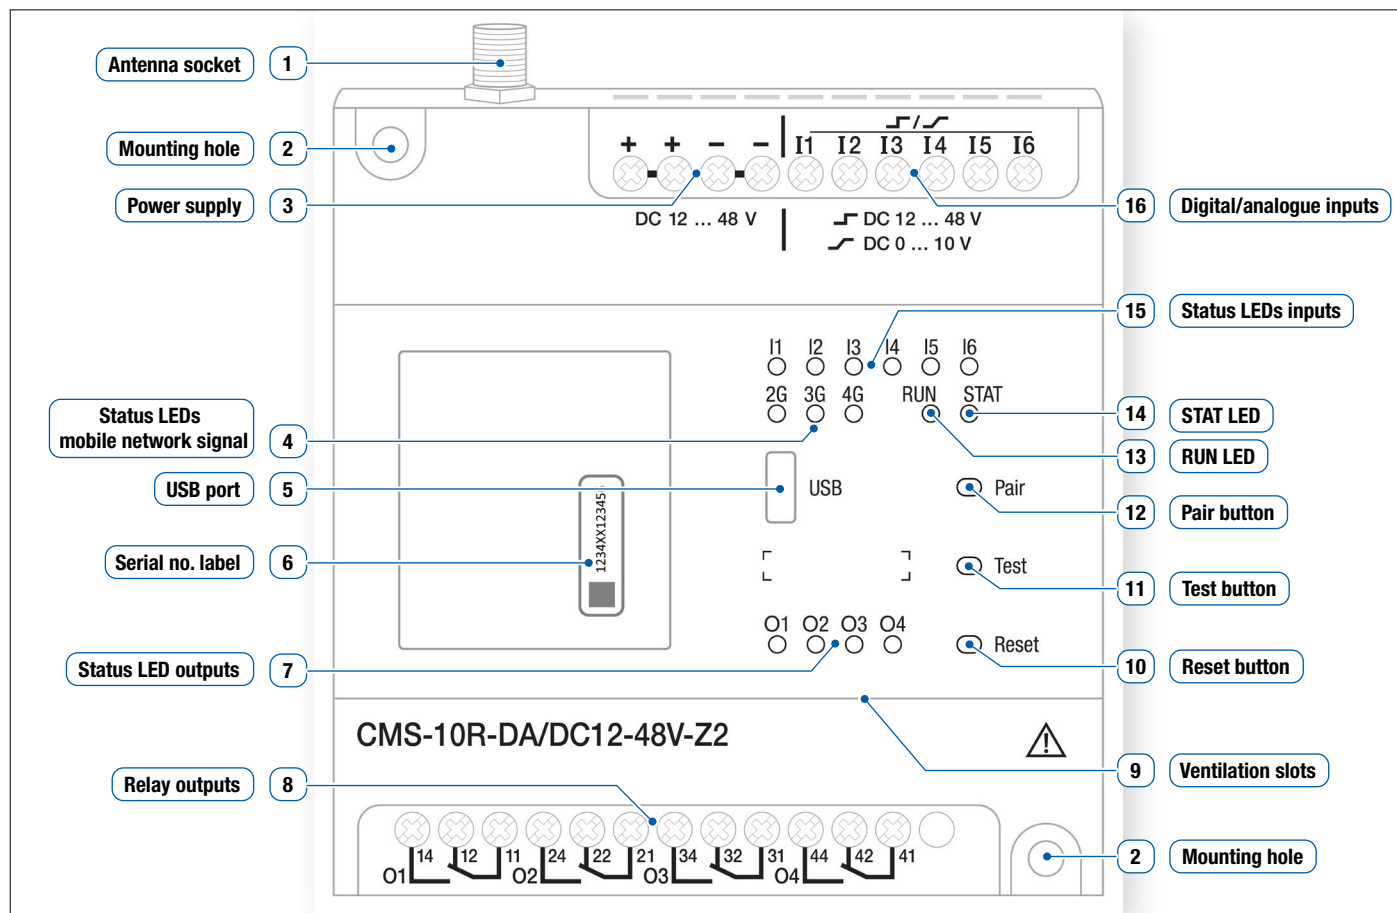 Antenna socket 1
Mounting hole 2
Power supply 3
+ + − − I1 I2 I3 I4 I5 I6
/
DC 12 ... 48 V
DC 12 ... 48 V
DC 0 ... 10 V
16 Digital/analogue inputs
15 Status LEDs inputs
I1 I2 I3 I4 I5 I6
2G 3G 4G RUN STAT
Status LEDs
mobile network signal 4
14 STAT LED
13 RUN LED
USB port 5
USB
Pair
12 Pair button
1234XX12345
Serial no. label 6
Test
11 Test button
O1 O2 O3 O4
Reset
Status LED outputs 7
10 Reset button
CMS-10R-DA/DC12-48V-Z2
9 Ventilation slots
Relay outputs 8
14 12 11 24 22 21 34 32 31 44 42 41
O1 O2 O3 O4
2 Mounting hole